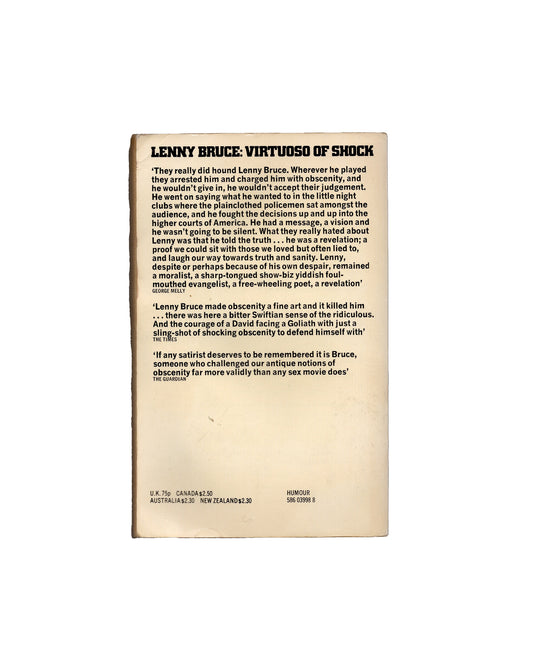 LENNY BRUCE: VIRTUOSO OF SHOCK
‘They really did hound Lenny Bruce. Wherever he played
they arrested him and charged him with obscenity, and
he wouldn’t give in, he wouldn’t accept their judgement.
He went on saying what he wanted to in the little night
clubs where the plainclothed policemen sat amongst the
audience, and he fought the decisions up and up into the
higher courts of America. He had a message, a vision and
he wasn’t going to be silent. What they really hated about
Lenny was that he told the truth . . . he was a revelation; a
proof we could sit with those we loved but often lied to,
and laugh our way towards truth and sanity. Lenny,
despite or perhaps because of his own despair, remained
a moralist, a sharp-tongued show-biz yiddish foul-
mouthed evangelist, a free-wheeling poet, a revelation’
GEORGE MELLY
‘Lenny Bruce made obscenity a fine art and it killed him
. . . there was here a bitter Swiftian sense of the ridiculous.
And the courage of a David facing a Goliath with just a
sling-shot of shocking obscenity to defend himself with’
THE TIMES
‘If any satirist deserves to be remembered it is Bruce,
someone who challenged our antique notions of
obscenity far more validly than any sex movie does’
THE GUARDIAN
U.K. 75p CANADA $2.50
AUSTRALIA $2.30 NEW ZEALAND $2.30
HUMOUR
586 03998 8